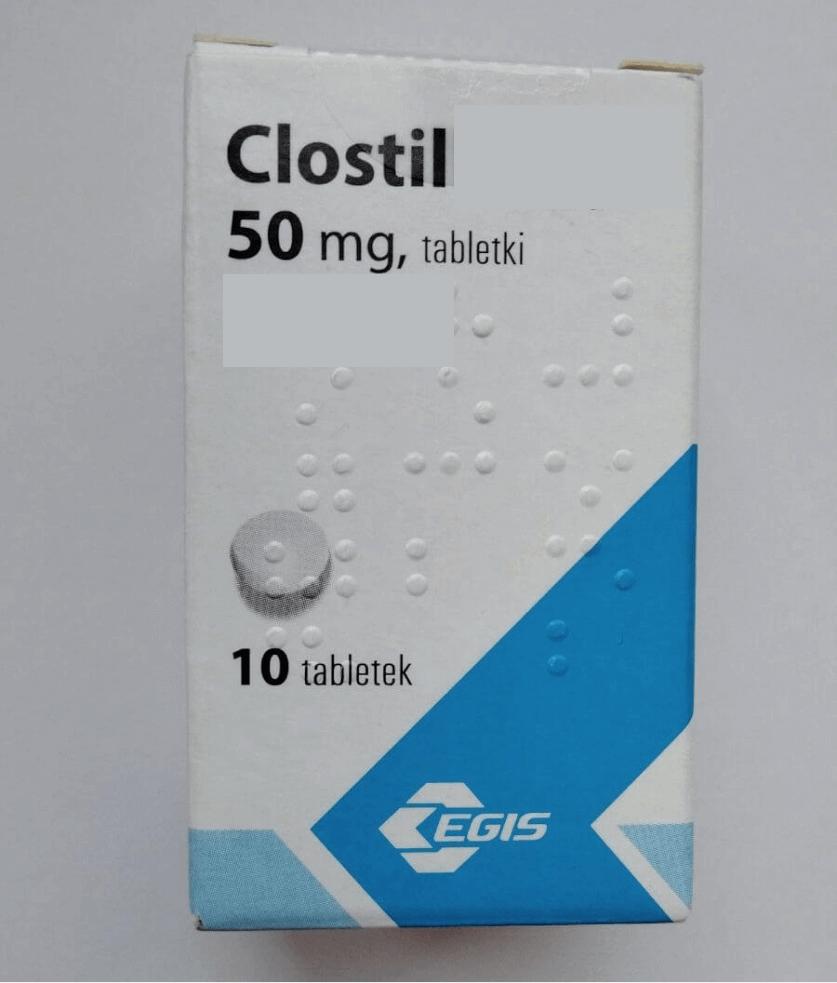 Clostil
50 mg, tabletki
10 tabletek
EGIS